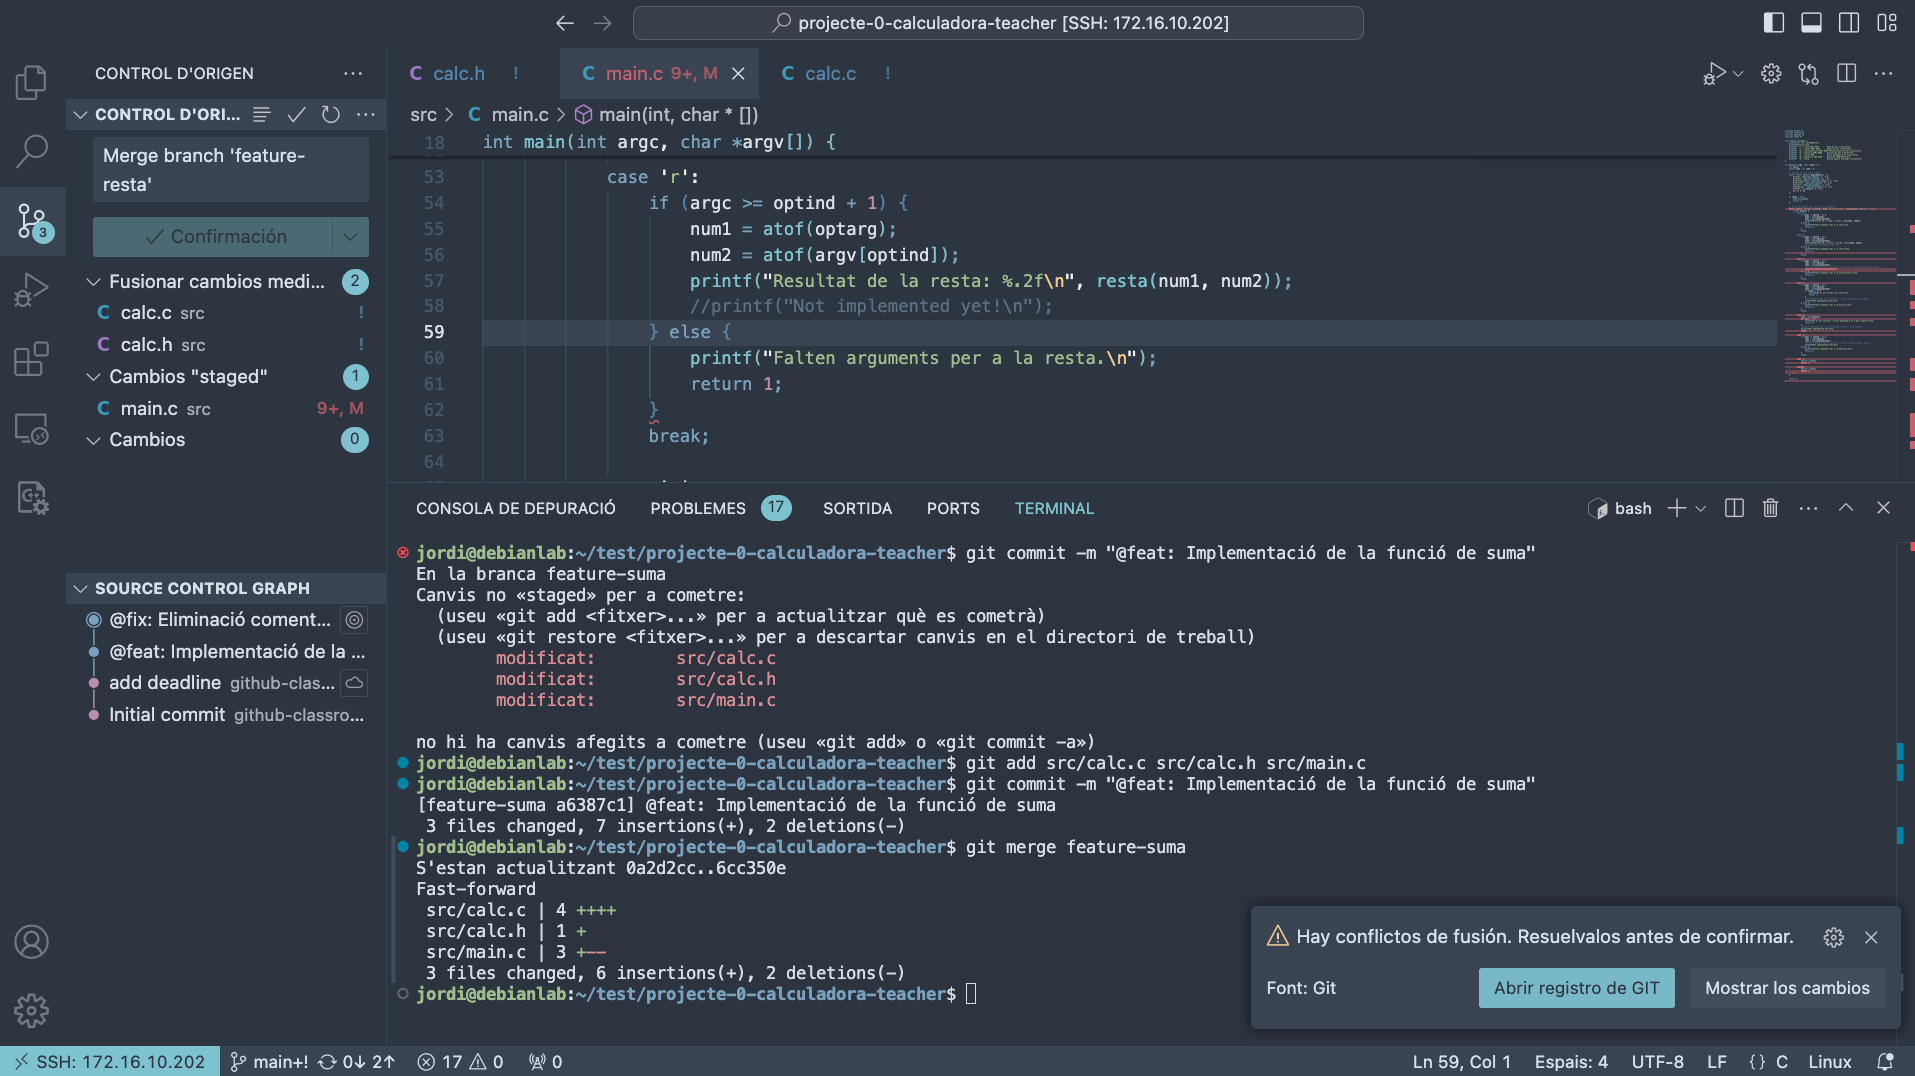 projecte-0-calculadora-teacher [SSH: 172.16.10.202]
CONTROL D'ORIGEN
CONTROL D'ORI...
Merge branch 'feature-
resta'
Confirmación
Fusionar cambios medi... 2
C calc.c src !
C calc.h src !
Cambios "staged" 1
C main.c src 9+, M
Cambios 0
3
SOURCE CONTROL GRAPH
@fix: Eliminació coment...
@feat: Implementació de la ...
add deadline github-clas...
Initial commit github-classro...
C calc.h !
C main.c 9+, M
C calc.c !
src > C main.c > main(int, char * [])
18 int main(int argc, char *argv[]) {
53 case 'r':
54 if (argc >= optind + 1) {
55 num1 = atof(optarg);
56 num2 = atof(argv[optind]);
57 printf("Resultat de la resta: %.2f\n", resta(num1, num2));
58 //printf("Not implemented yet!\n");
59 } else {
60 printf("Falten arguments per a la resta.\n");
61 return 1;
62 }
63 break;
64
CONSOLA DE DEPURACIÓ PROBLEMES 17 SORTIDA PORTS TERMINAL
bash
jordi@debianlab:~/test/projecte-0-calculadora-teacher$ git commit -m "@feat: Implementació de la funció de suma"
En la branca feature-suma
Canvis no «staged» per a cometre:
(useu «git add <fitxer>...» per a actualitzar què es cometrà)
(useu «git restore <fitxer>...» per a descartar canvis en el directori de treball)
modificat: src/calc.c
modificat: src/calc.h
modificat: src/main.c
no hi ha canvis afegits a cometre (useu «git add» o «git commit -a»)
jordi@debianlab:~/test/projecte-0-calculadora-teacher$ git add src/calc.c src/calc.h src/main.c
jordi@debianlab:~/test/projecte-0-calculadora-teacher$ git commit -m "@feat: Implementació de la funció de suma"
[feature-suma a6387c1] @feat: Implementació de la funció de suma
3 files changed, 7 insertions(+), 2 deletions(-)
jordi@debianlab:~/test/projecte-0-calculadora-teacher$ git merge feature-suma
S'estan actualitzant 0a2d2cc..6cc350e
Fast-forward
src/calc.c | 4 ++++
src/calc.h | 1 +
src/main.c | 3 +--
3 files changed, 6 insertions(+), 2 deletions(-)
jordi@debianlab:~/test/projecte-0-calculadora-teacher$
Hay conflictos de fusión. Resuelvalos antes de confirmar.
Font: Git
Abrir registro de GIT
Mostrar los cambios
SSH: 172.16.10.202 main+! 0↓ 2↑ 17 0 0
Ln 59, Col 1 Espais: 4 UTF-8 LF {} C Linux